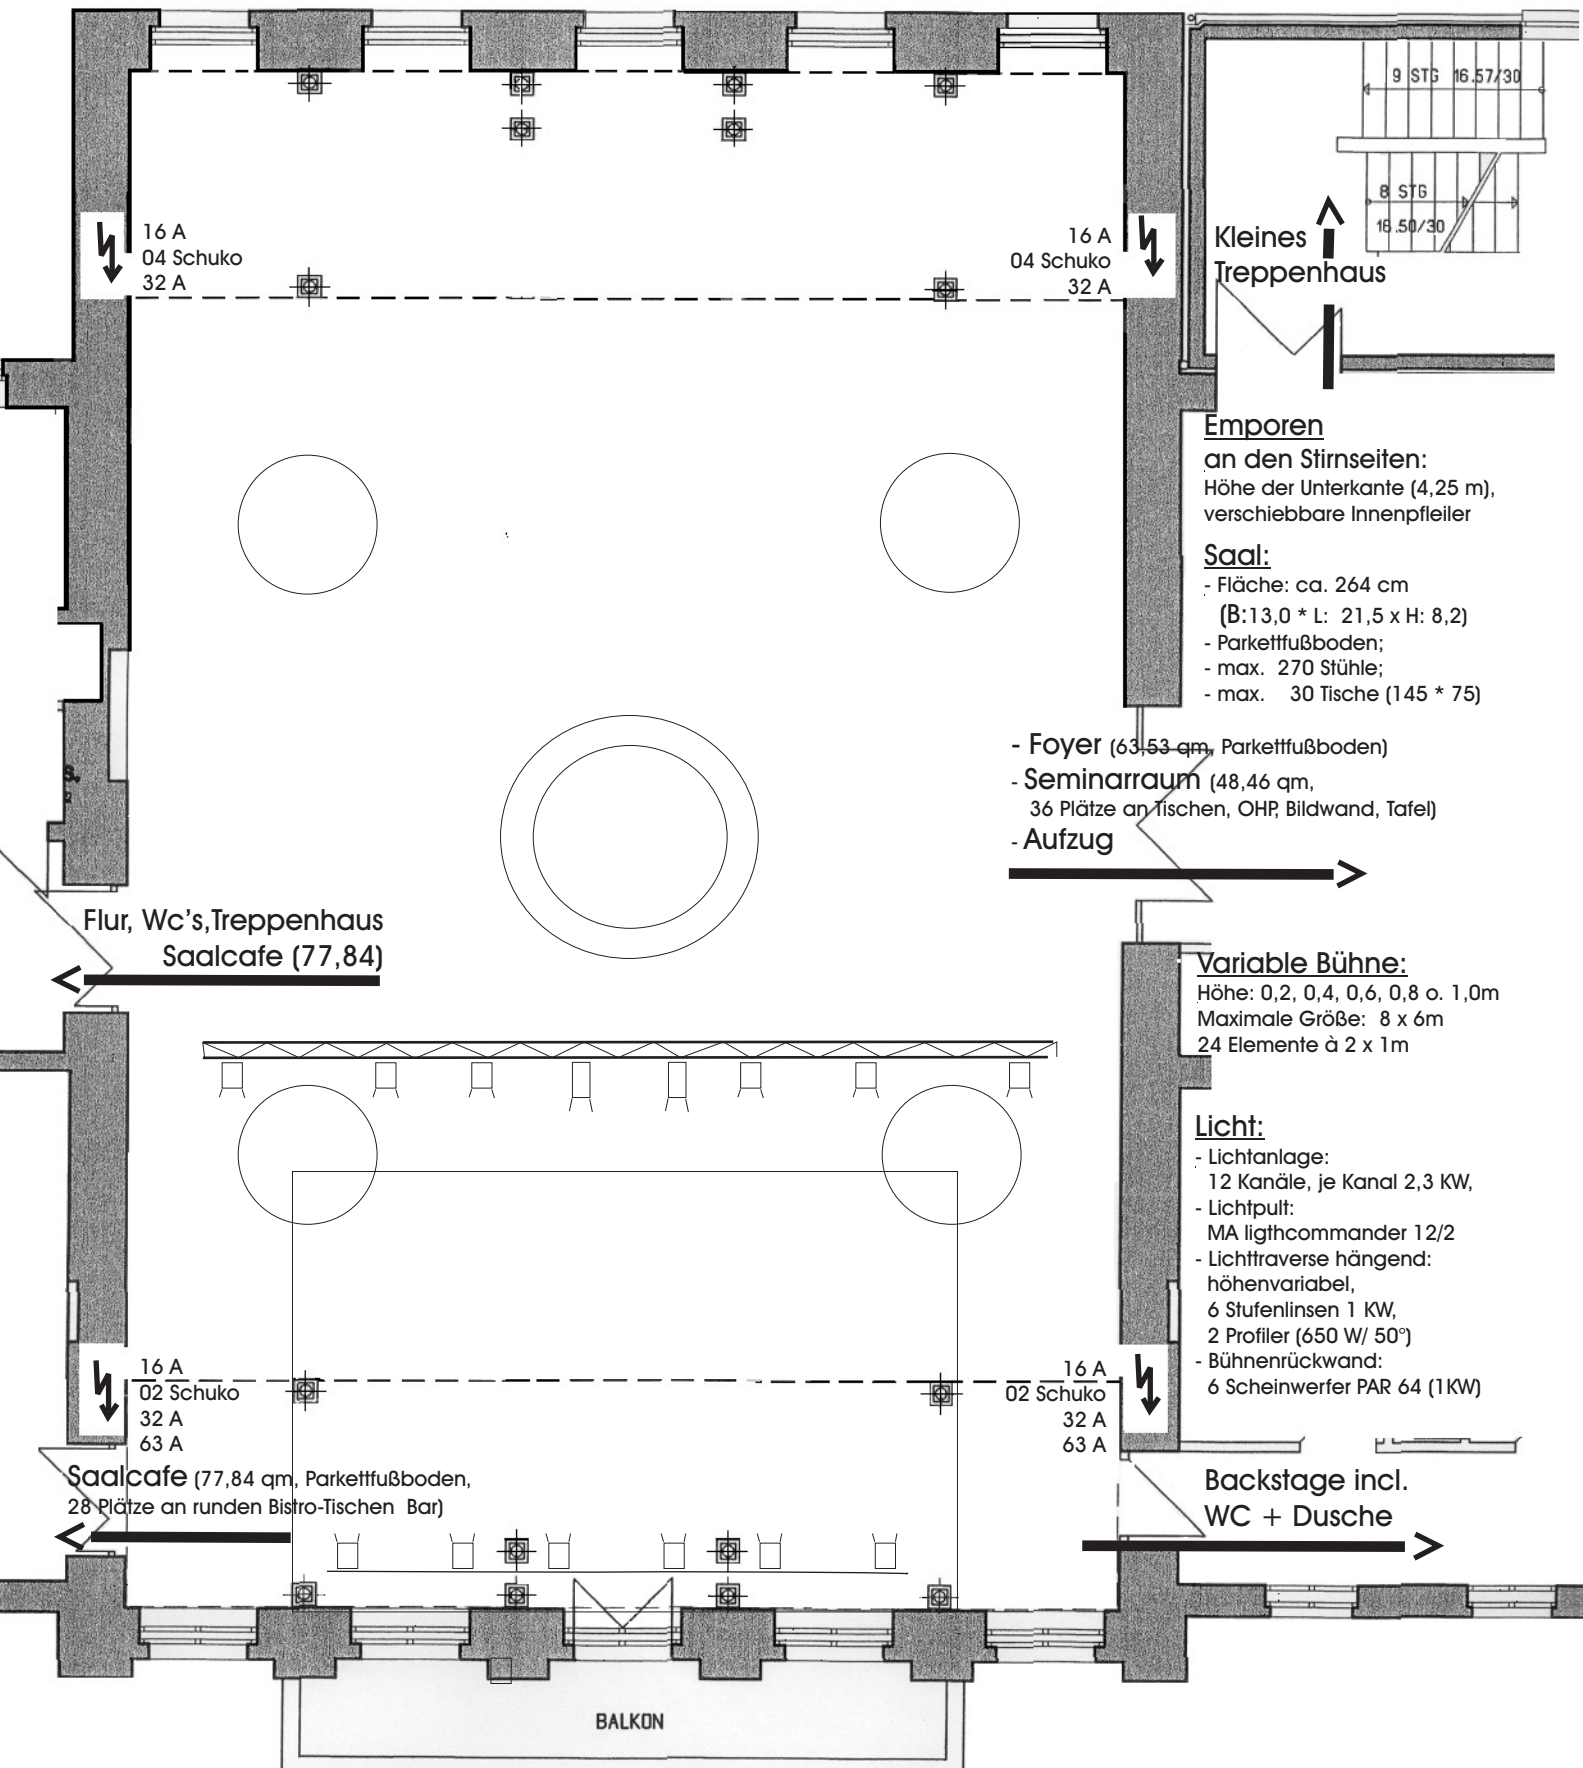 9 STG 16.57/30
8 STG
16.50/30
16 A
04 Schuko
32 A
16 A
04 Schuko
32 A
Kleines
Treppenhaus
Emporen
an den Stirnseiten:
Höhe der Unterkante (4,25 m),
verschiebbare Innenpfleiler
Saal:
- Fläche: ca. 264 cm
(B:13,0 * L: 21,5 x H: 8,2)
- Parkettfußboden;
- max. 270 Stühle;
- max. 30 Tische (145 * 75)
- Foyer (63,53 qm, Parkettfußboden)
- Seminarraum (48,46 qm,
36 Plätze an Tischen, OHP, Bildwand, Tafel)
- Aufzug
Flur, Wc's,Treppenhaus
Saalcafe (77,84)
Variable Bühne:
Höhe: 0,2, 0,4, 0,6, 0,8 o. 1,0m
Maximale Größe: 8 x 6m
24 Elemente à 2 x 1m
Licht:
- Lichtanlage:
12 Kanäle, je Kanal 2,3 KW,
- Lichtpult:
MA ligthcommander 12/2
- Lichttraverse hängend:
höhenvariabel,
6 Stufenlinsen 1 KW,
2 Profiler (650 W/ 50°)
- Bühnenrückwand:
6 Scheinwerfer PAR 64 (1KW)
16 A
02 Schuko
32 A
63 A
16 A
02 Schuko
32 A
63 A
Saalcafe (77,84 qm, Parkettfußboden,
28 Plätze an runden Bistro-Tischen Bar)
Backstage incl.
WC + Dusche
BALKON